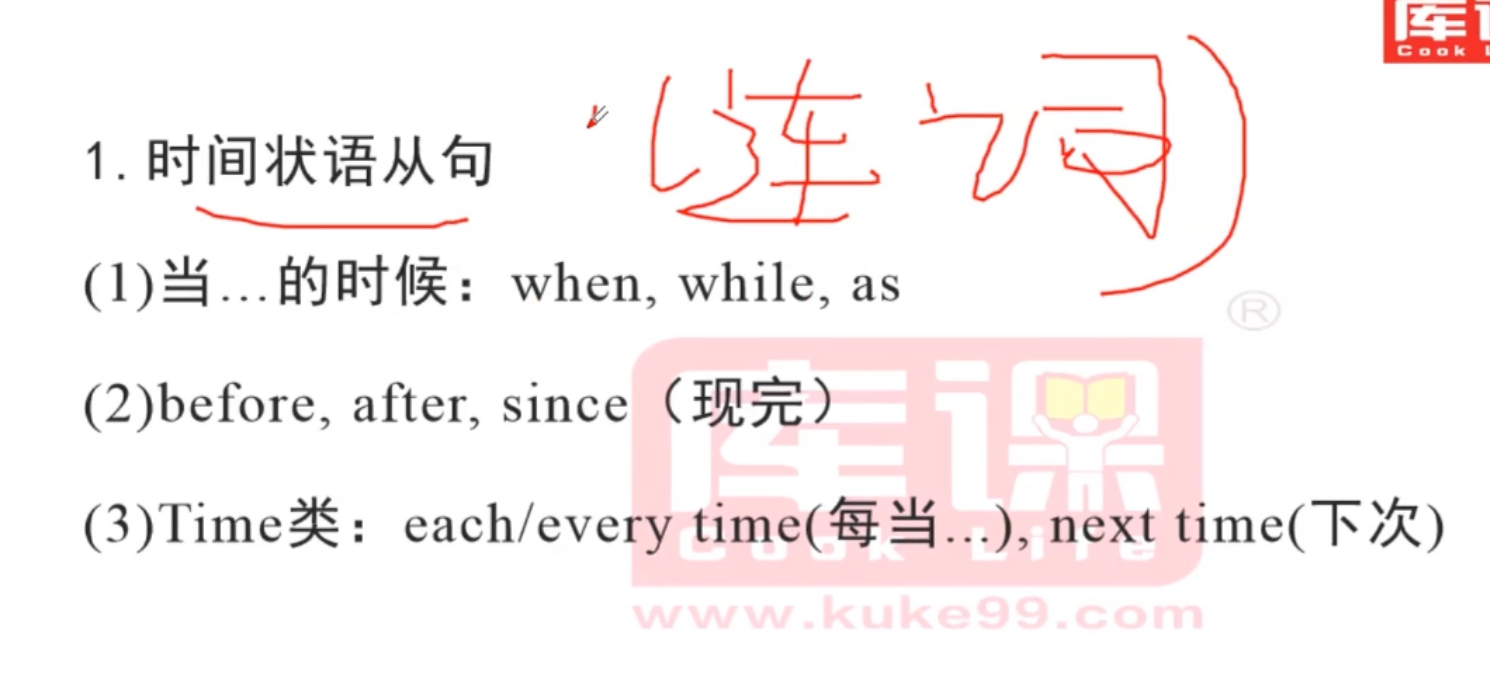 库课
Cook L
(连词)
1.时间状语从句
(1)当...的时候：when, while, as
(2)before, after, since（现完）
(3)Time类：each/every time(每当...), next time(下次)
®
库课
Cook Life
www.kuke99.com